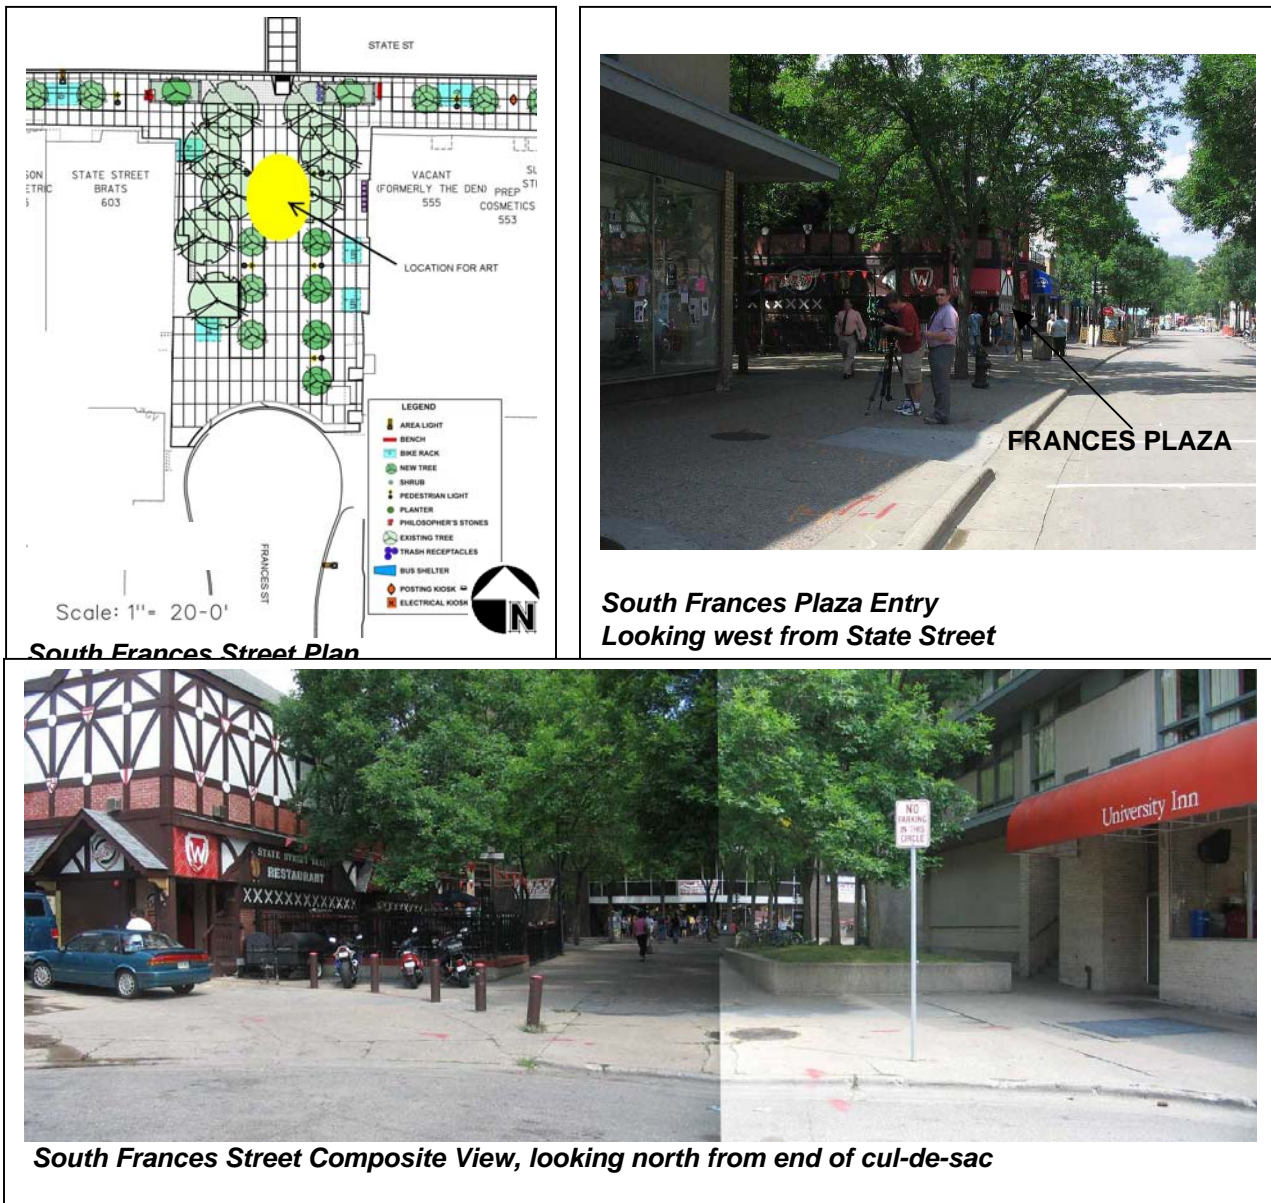 STATE ST
SON
ETRIC
STATE STREET
BRATS
603
VACANT
(FORMERLY THE DEN)
555
PREP
COSMETICS
553
LOCATION FOR ART
LEGEND
AREA LIGHT
BENCH
BIKE RACK
NEW TREE
SHRUB
PEDESTRIAN LIGHT
PLANTER
PHILOSOPHER'S STONES
EXISTING TREE
TRASH RECEPTACLES
BUS SHELTER
POSTING KIOSK
ELECTRICAL KIOSK
N
FRANCES ST
Scale: 1"= 20-0'
South Frances Street Plan
W
FRANCES PLAZA
South Frances Plaza Entry
Looking west from State Street
W
STATE STREET
RESTAURANT
NO
PARKING
IN THIS
CIRCLE
University Inn
South Frances Street Composite View, looking north from end of cul-de-sac